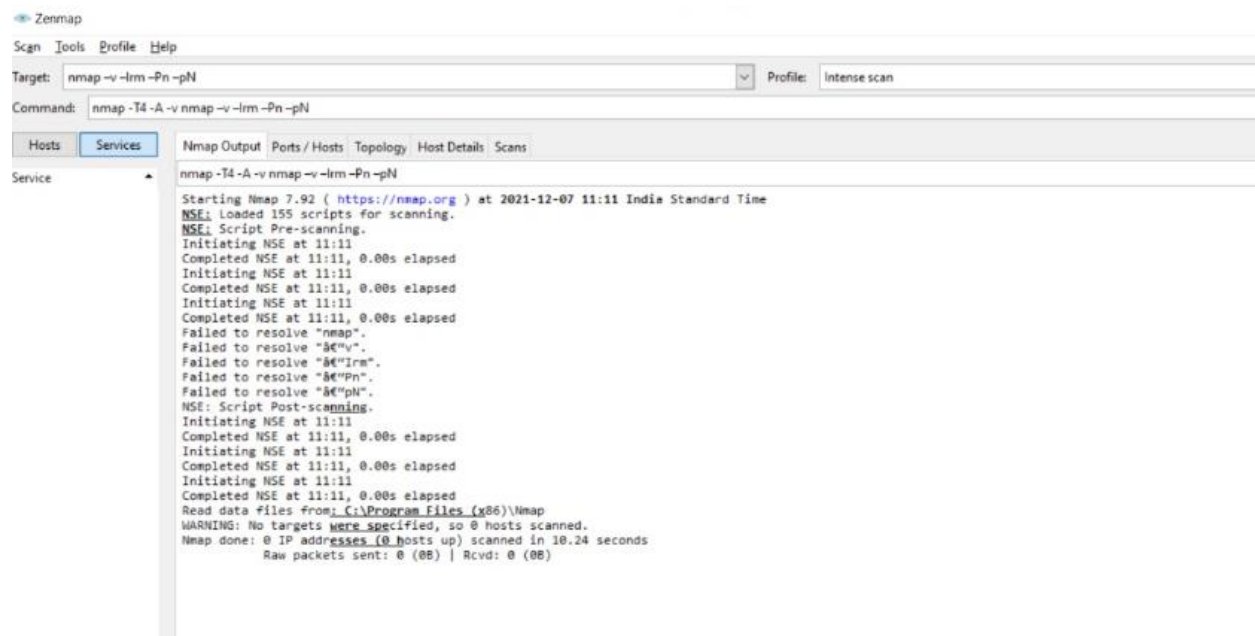 Zenmap
Scan Tools Profile Help
Target: nmap –v –Irm –Pn –pN Profile: Intense scan
Command: nmap -T4 -A -v nmap –v –Irm –Pn –pN
Hosts Services Nmap Output Ports / Hosts Topology Host Details Scans
Service nmap -T4 -A -v nmap –v –Irm –Pn –pN
Starting Nmap 7.92 ( https://nmap.org ) at 2021-12-07 11:11 India Standard Time
NSE: Loaded 155 scripts for scanning.
NSE: Script Pre-scanning.
Initiating NSE at 11:11
Completed NSE at 11:11, 0.00s elapsed
Initiating NSE at 11:11
Completed NSE at 11:11, 0.00s elapsed
Initiating NSE at 11:11
Completed NSE at 11:11, 0.00s elapsed
Failed to resolve "nmap".
Failed to resolve "â€“v".
Failed to resolve "â€“Irm".
Failed to resolve "â€“Pn".
Failed to resolve "â€“pN".
NSE: Script Post-scanning.
Initiating NSE at 11:11
Completed NSE at 11:11, 0.00s elapsed
Initiating NSE at 11:11
Completed NSE at 11:11, 0.00s elapsed
Initiating NSE at 11:11
Completed NSE at 11:11, 0.00s elapsed
Read data files from: C:\Program Files (x86)\Nmap
WARNING: No targets were specified, so 0 hosts scanned.
Nmap done: 0 IP addresses (0 hosts up) scanned in 10.24 seconds
Raw packets sent: 0 (0B) | Rcvd: 0 (0B)